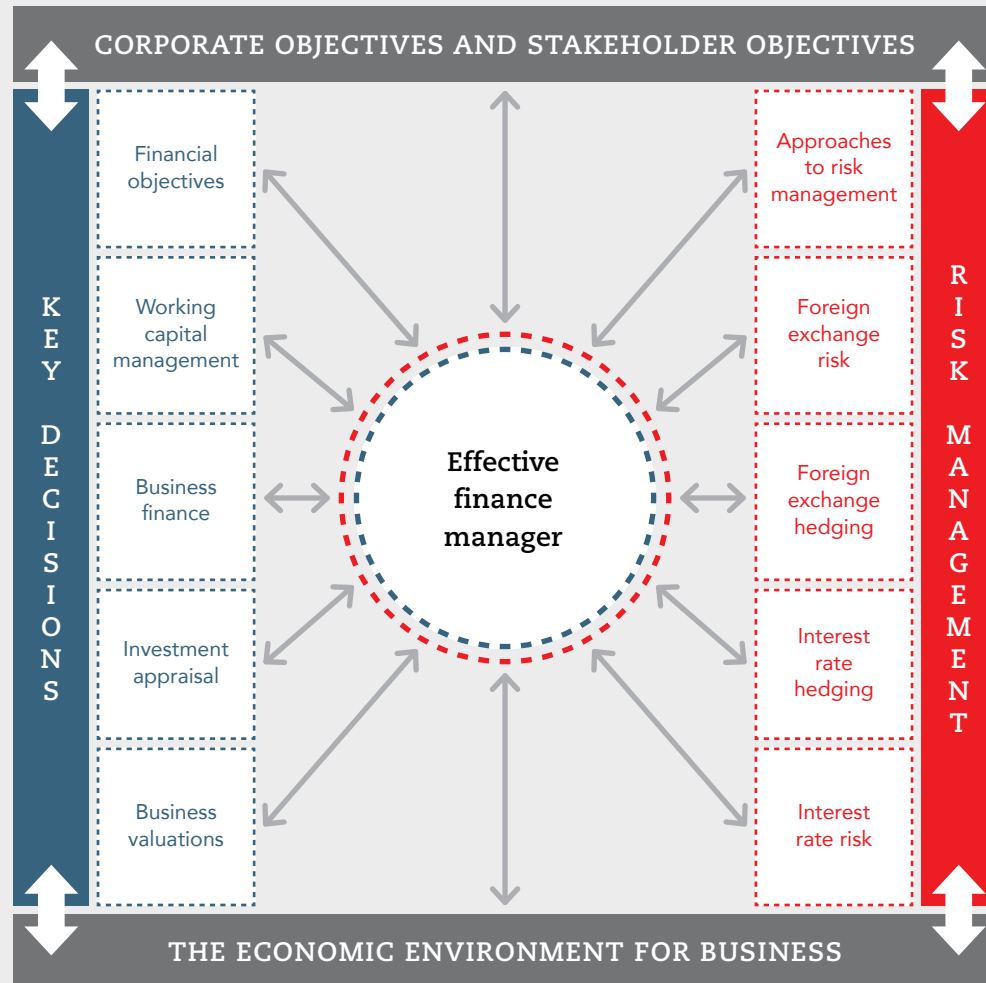 CORPORATE OBJECTIVES AND STAKEHOLDER OBJECTIVES
KEY DECISIONS
Financial
objectives
Working
capital
management
Business
finance
Investment
appraisal
Business
valuations
Effective
finance
manager
Approaches
to risk
management
Foreign
exchange
risk
Foreign
exchange
hedging
Interest
rate
hedging
Interest
rate risk
RISK MANAGEMENT
THE ECONOMIC ENVIRONMENT FOR BUSINESS